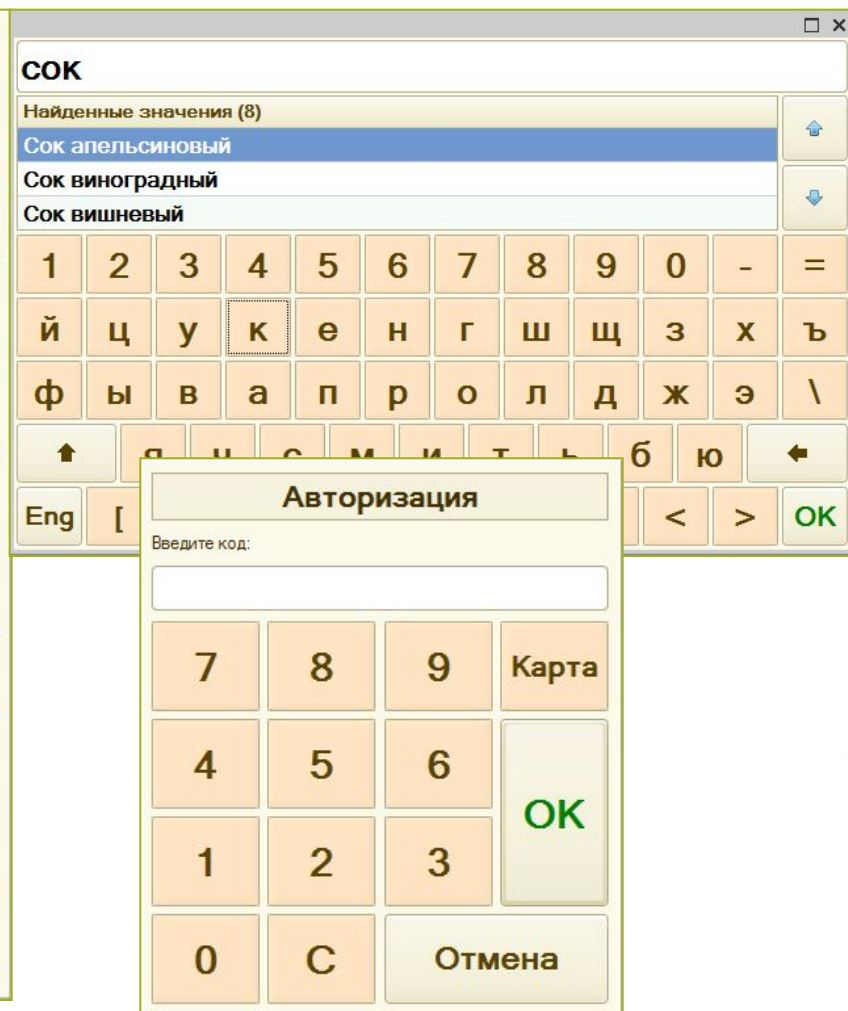 сок
Найденные значения (8)
Сок апельсиновый
Сок виноградный
Сок вишневый
1 2 3 4 5 6 7 8 9 0 - =
й ц у к е н г ш щ з х ъ
ф ы в а п р о л д ж э \
я ч с м и т ь б ю
Eng [ < > OK
Авторизация
Введите код:
7 8 9 Карта
4 5 6
OK
1 2 3
0 C Отмена